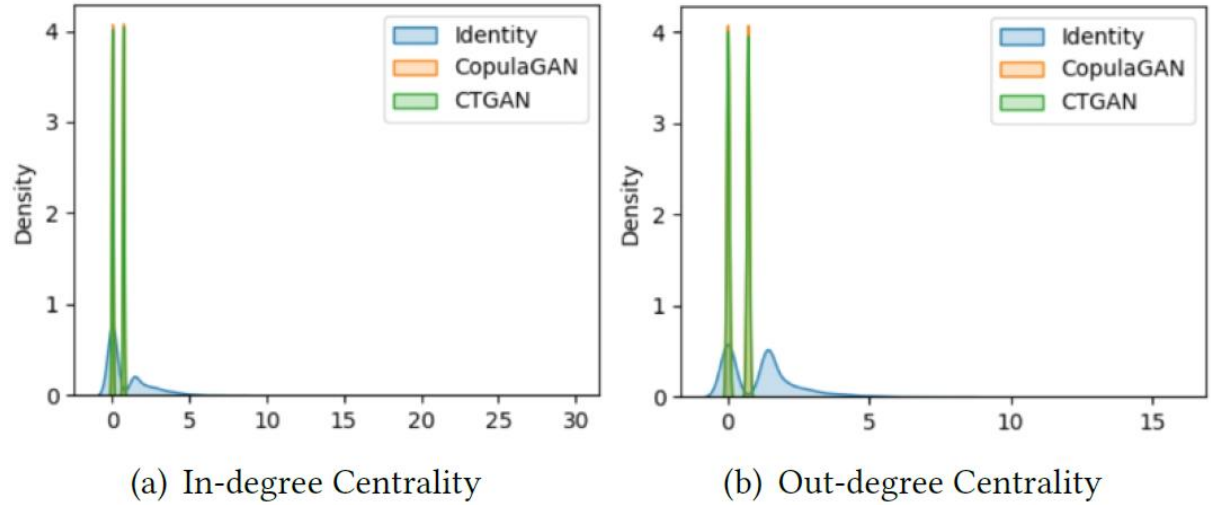 4
3
2
1
0
Density
0 5 10 15 20 25 30
Identity
CopulaGAN
CTGAN
(a) In-degree Centrality
4
3
2
1
0
Density
0 5 10 15
Identity
CopulaGAN
CTGAN
(b) Out-degree Centrality